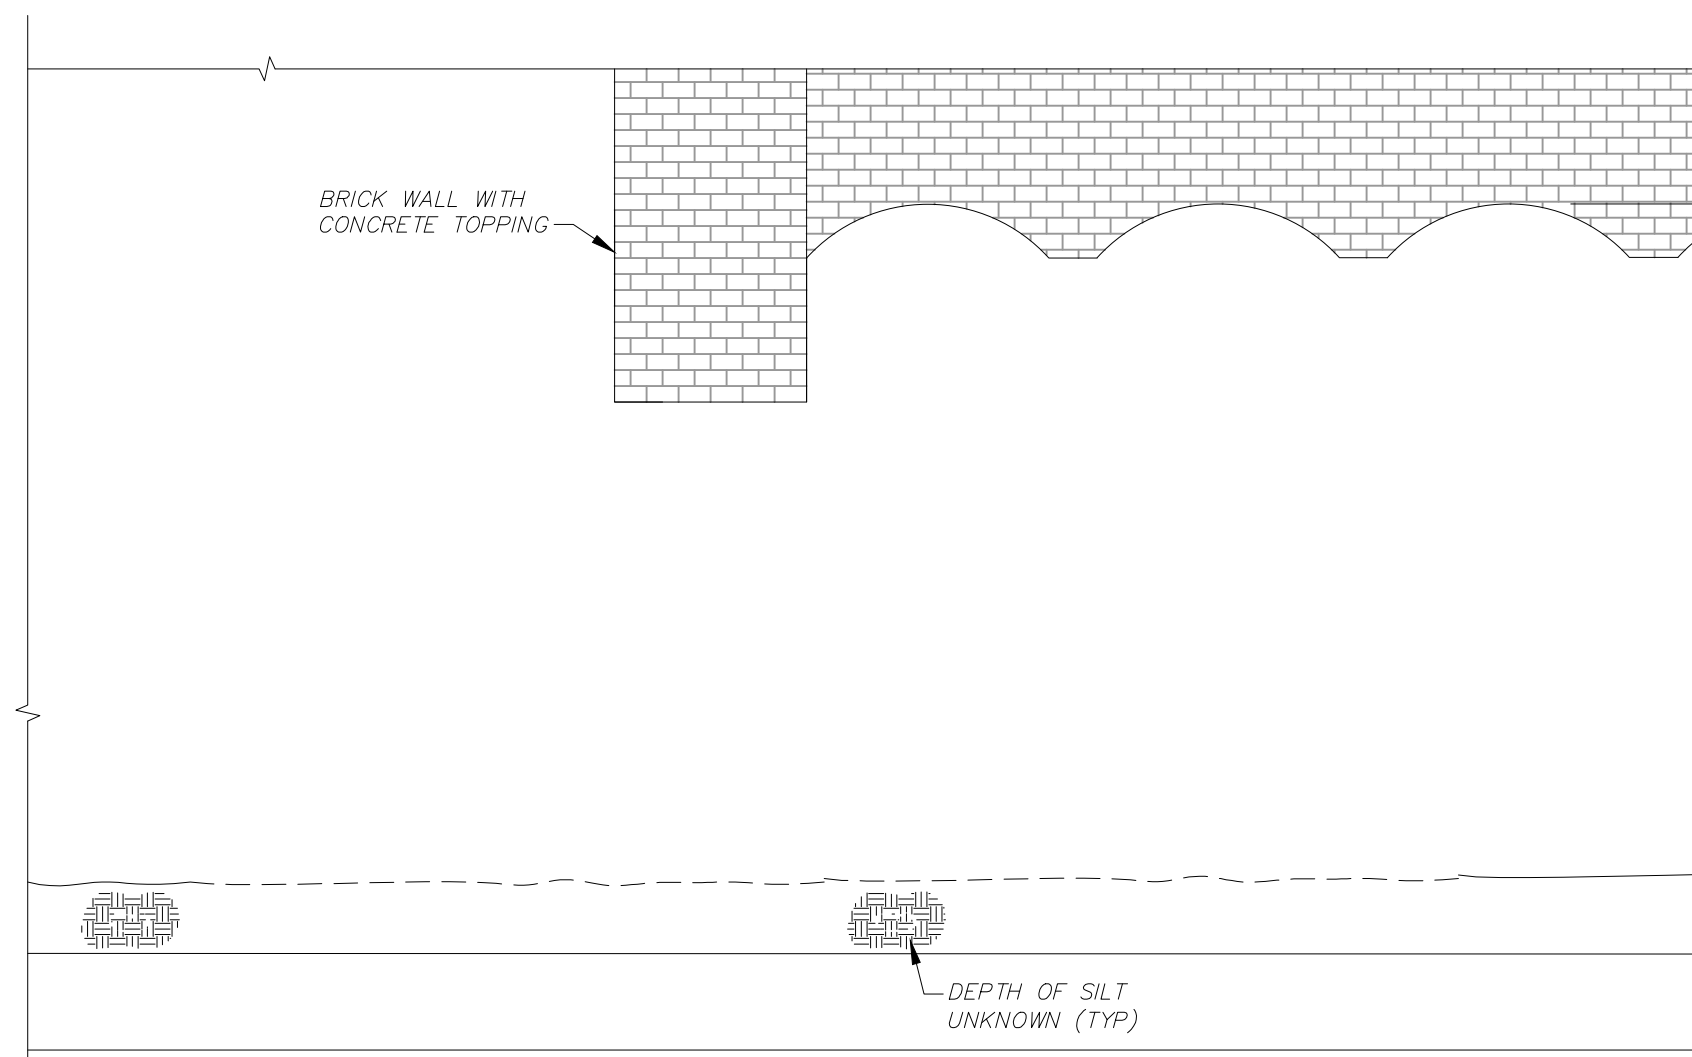 BRICK WALL WITH
CONCRETE TOPPING
DEPTH OF SILT
UNKNOWN (TYP)